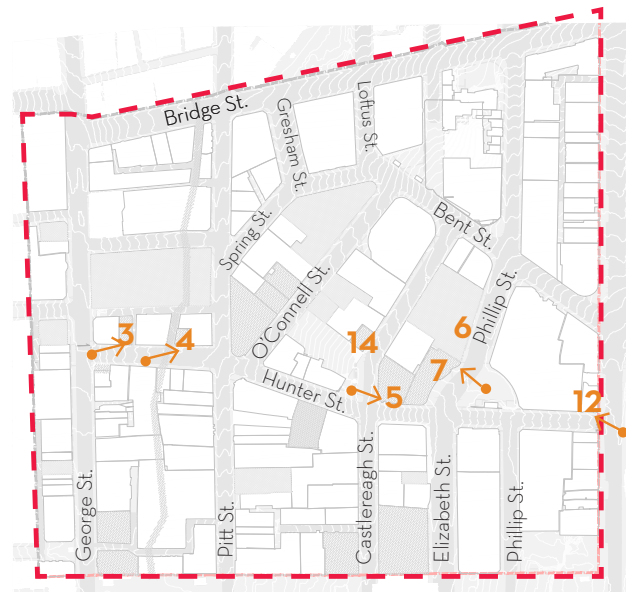 Bridge St.
Gresham St.
Loftus St.
Spring St.
Bent St.
O'Connell St.
Phillip St.
3
4
14
6
7
Hunter St.
5
12
George St.
Pitt St.
Castlereagh St.
Elizabeth St.
Phillip St.